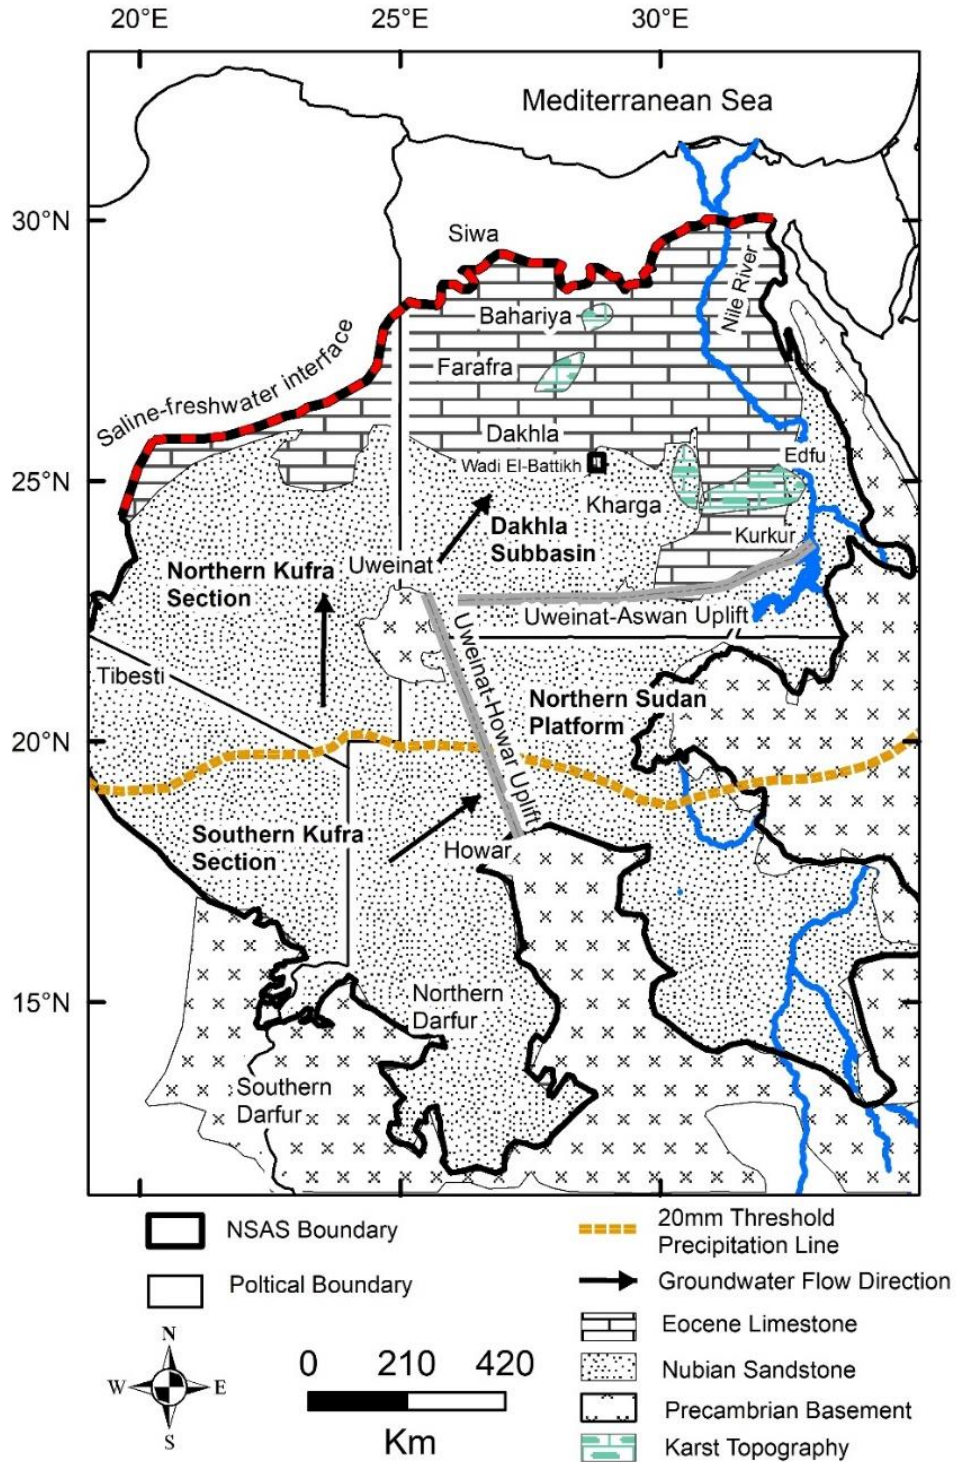 20°E
25°E
30°E
Mediterranean Sea
30°N
Siwa
Nile River
Bahariya
Saline-freshwater interface
Farafra
Dakhla
Edfu
Wadi El-Battikh
25°N
Kharga
Dakhla
Subbasin
Kurkur
Uweinat
Northern Kufra
Section
Uweinat-Aswan Uplift
Uweinat-Howar Uplift
Tibesti
Northern Sudan
Platform
20°N
Southern Kufra
Section
Howar
15°N
Northern
Darfur
Southern
Darfur
NSAS Boundary
Poltical Boundary
20mm Threshold
Precipitation Line
Groundwater Flow Direction
Eocene Limestone
Nubian Sandstone
Precambrian Basement
Karst Topography
N
W
E
S
0
210
420
Km